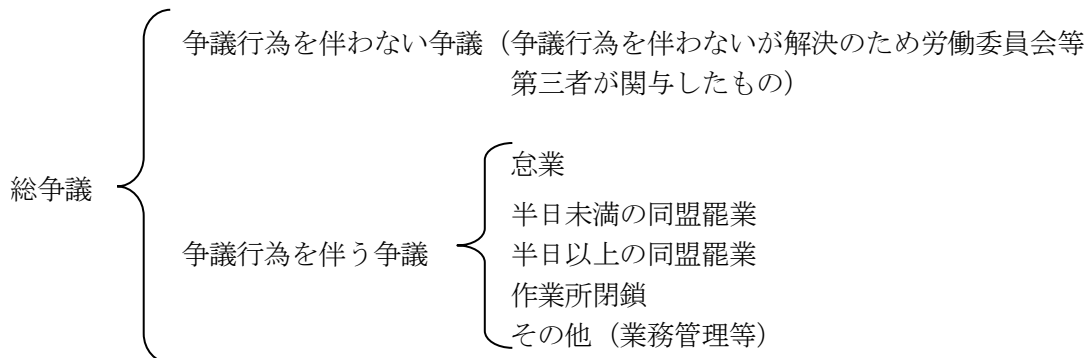 争議行為を伴わない争議（争議行為を伴わないが解決のため労働委員会等
第三者が関与したもの）
総争議
争議行為を伴う争議
怠業
半日未満の同盟罷業
半日以上の同盟罷業
作業所閉鎖
その他（業務管理等）